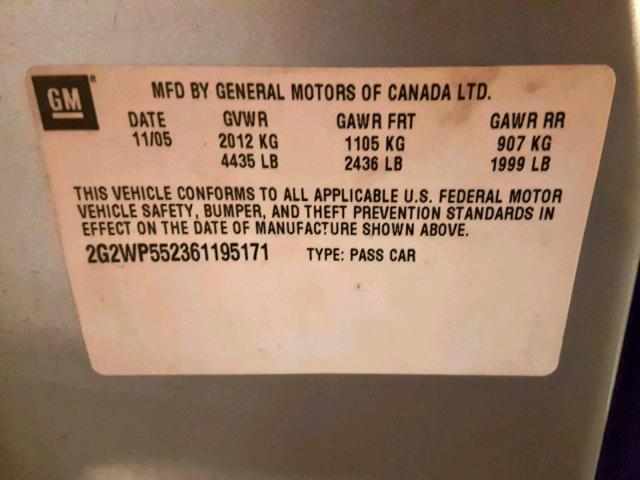 GM®
MFD BY GENERAL MOTORS OF CANADA LTD.
DATE GVWR GAWR FRT GAWR RR
11/05 2012 KG 1105 KG 907 KG
4435 LB 2436 LB 1999 LB
THIS VEHICLE CONFORMS TO ALL APPLICABLE U.S. FEDERAL MOTOR
VEHICLE SAFETY, BUMPER, AND THEFT PREVENTION STANDARDS IN
EFFECT ON THE DATE OF MANUFACTURE SHOWN ABOVE.
2G2WP552361195171 TYPE: PASS CAR